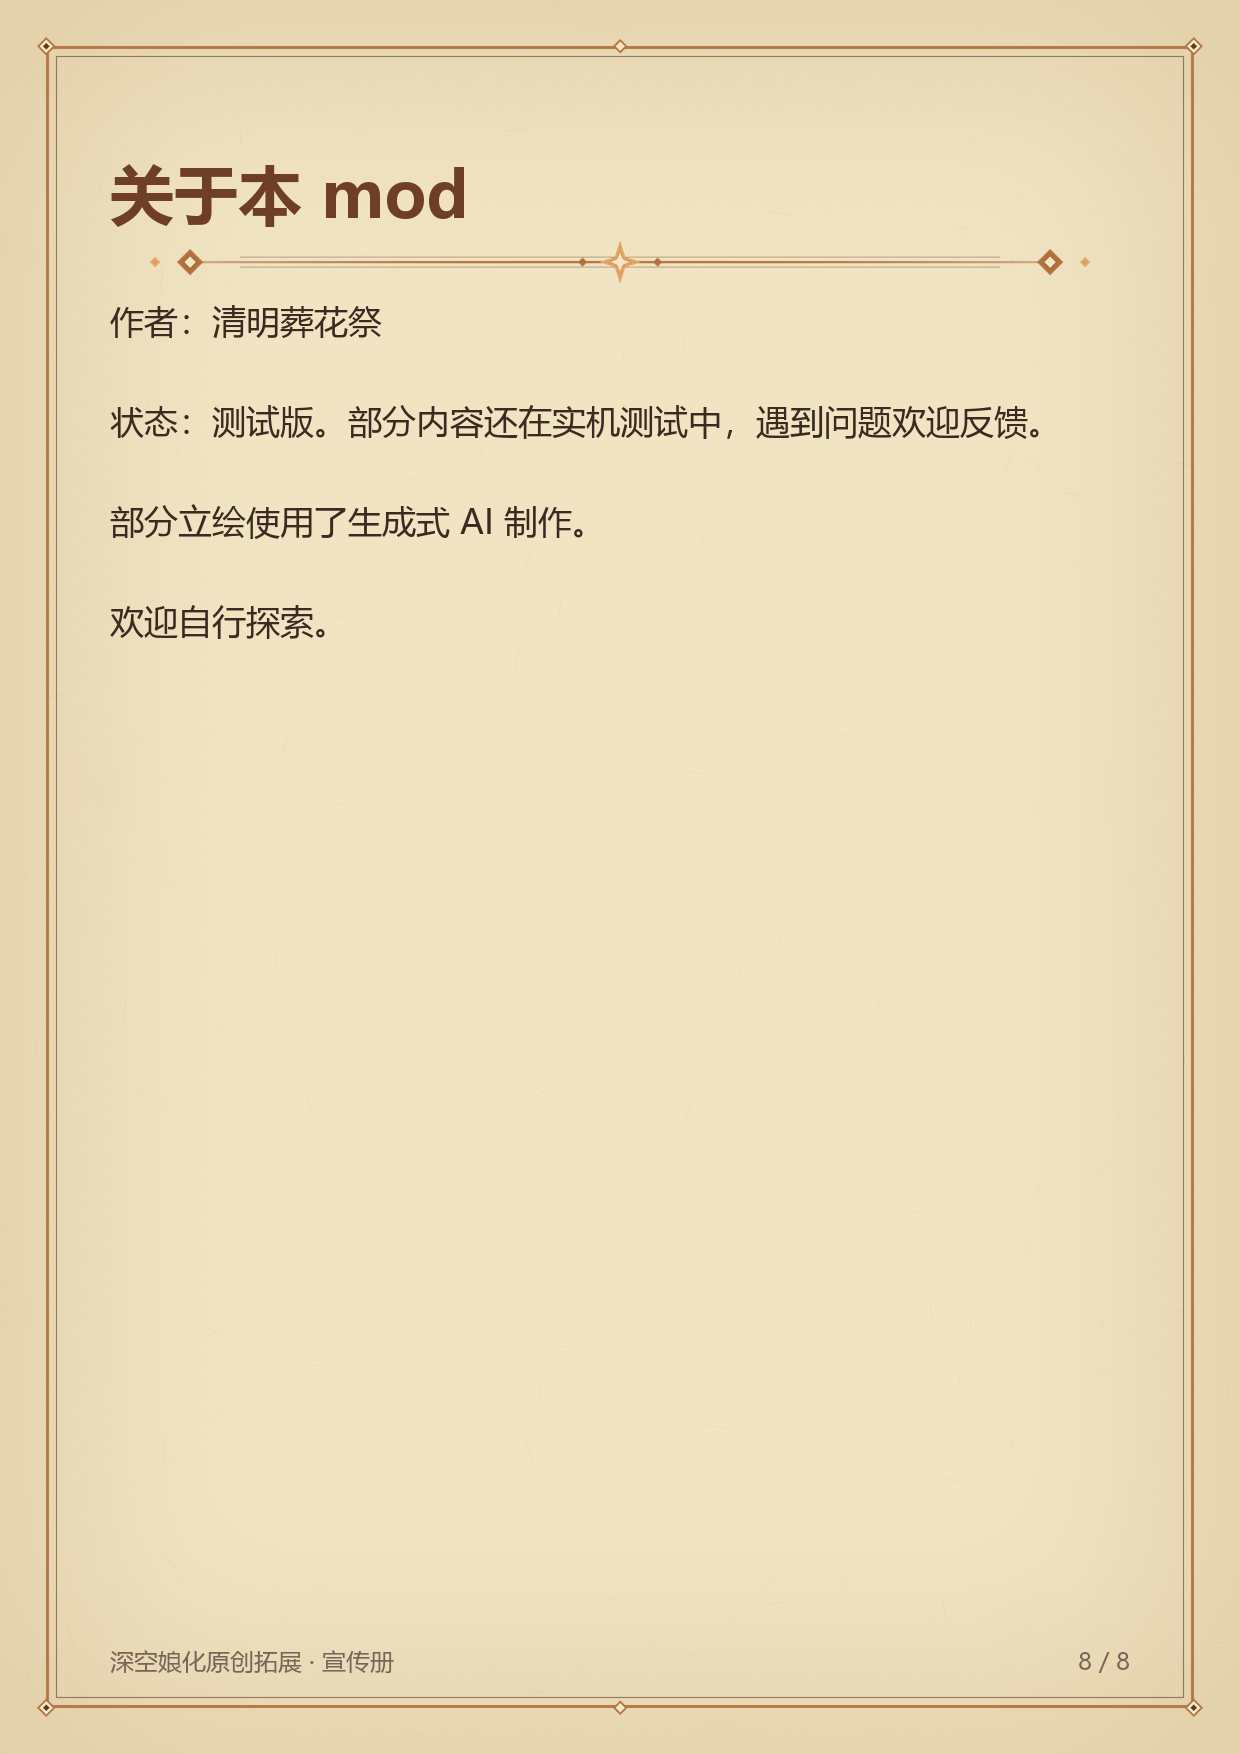 关于本 mod
作者：清明葬花祭
状态：测试版。部分内容还在实机测试中，遇到问题欢迎反馈。
部分立绘使用了生成式 AI 制作。
欢迎自行探索。
深空娘化原创拓展 · 宣传册
8 / 8